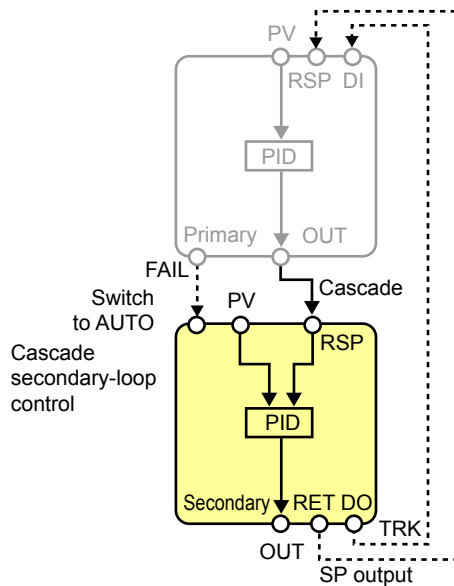 PV
RSP DI
PID
Primary OUT
FAIL
Cascade
Switch
to AUTO
PV
RSP
Cascade
secondary-loop
control
PID
Secondary RET DO
TRK
OUT
SP output